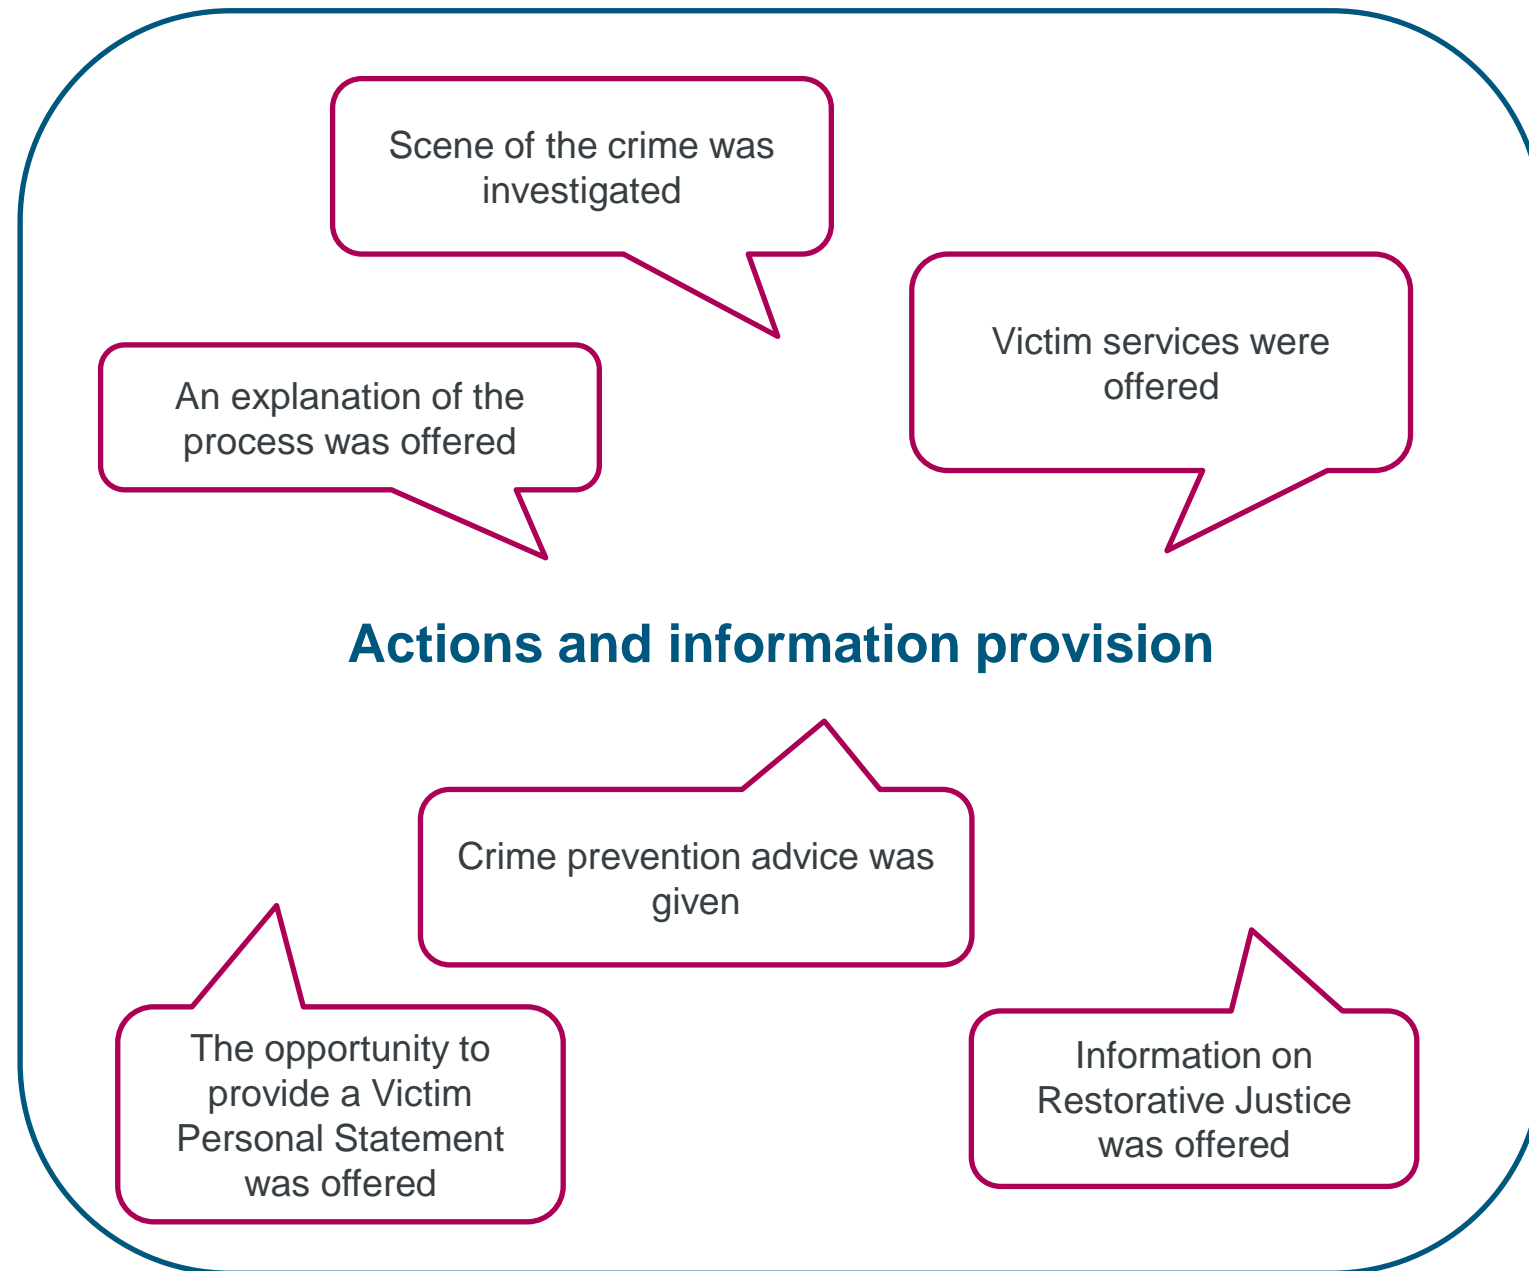 Scene of the crime was
investigated
Victim services were
offered
An explanation of the
process was offered
Actions and information provision
Crime prevention advice was
given
The opportunity to
provide a Victim
Personal Statement
was offered
Information on
Restorative Justice
was offered